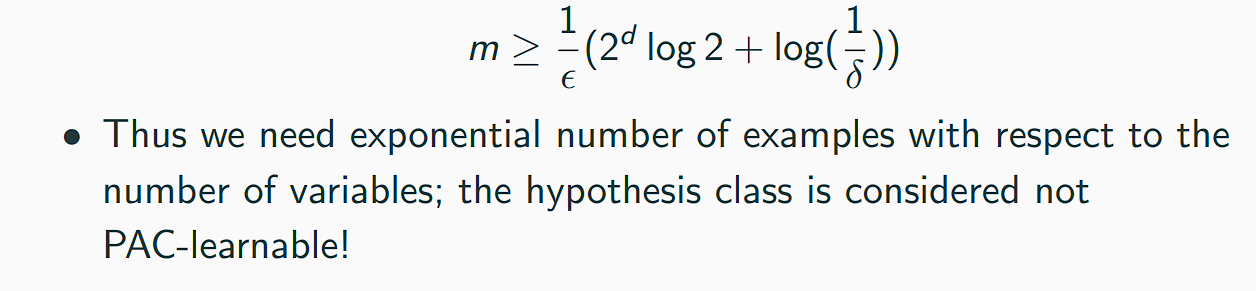 m ≥ 1/ϵ (2^d log 2 + log(1/δ))
• Thus we need exponential number of examples with respect to the
number of variables; the hypothesis class is considered not
PAC-learnable!